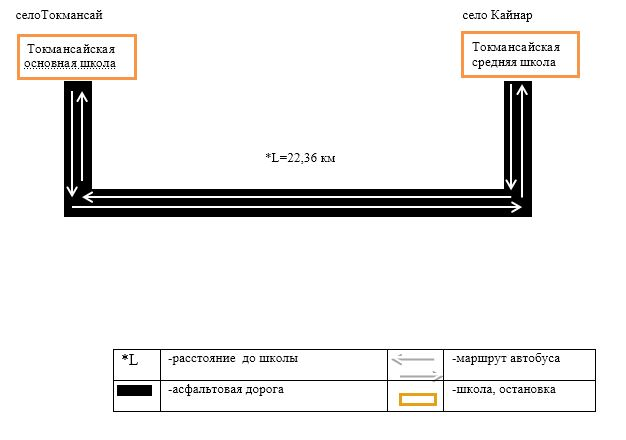 селоТокмансай
село Кайнар
Токмансайская
основная школа
Токмансайская
средняя школа
*L=22,36 км
*L
-расстояние до школы
-маршрут автобуса
-асфальтовая дорога
-школа, остановка